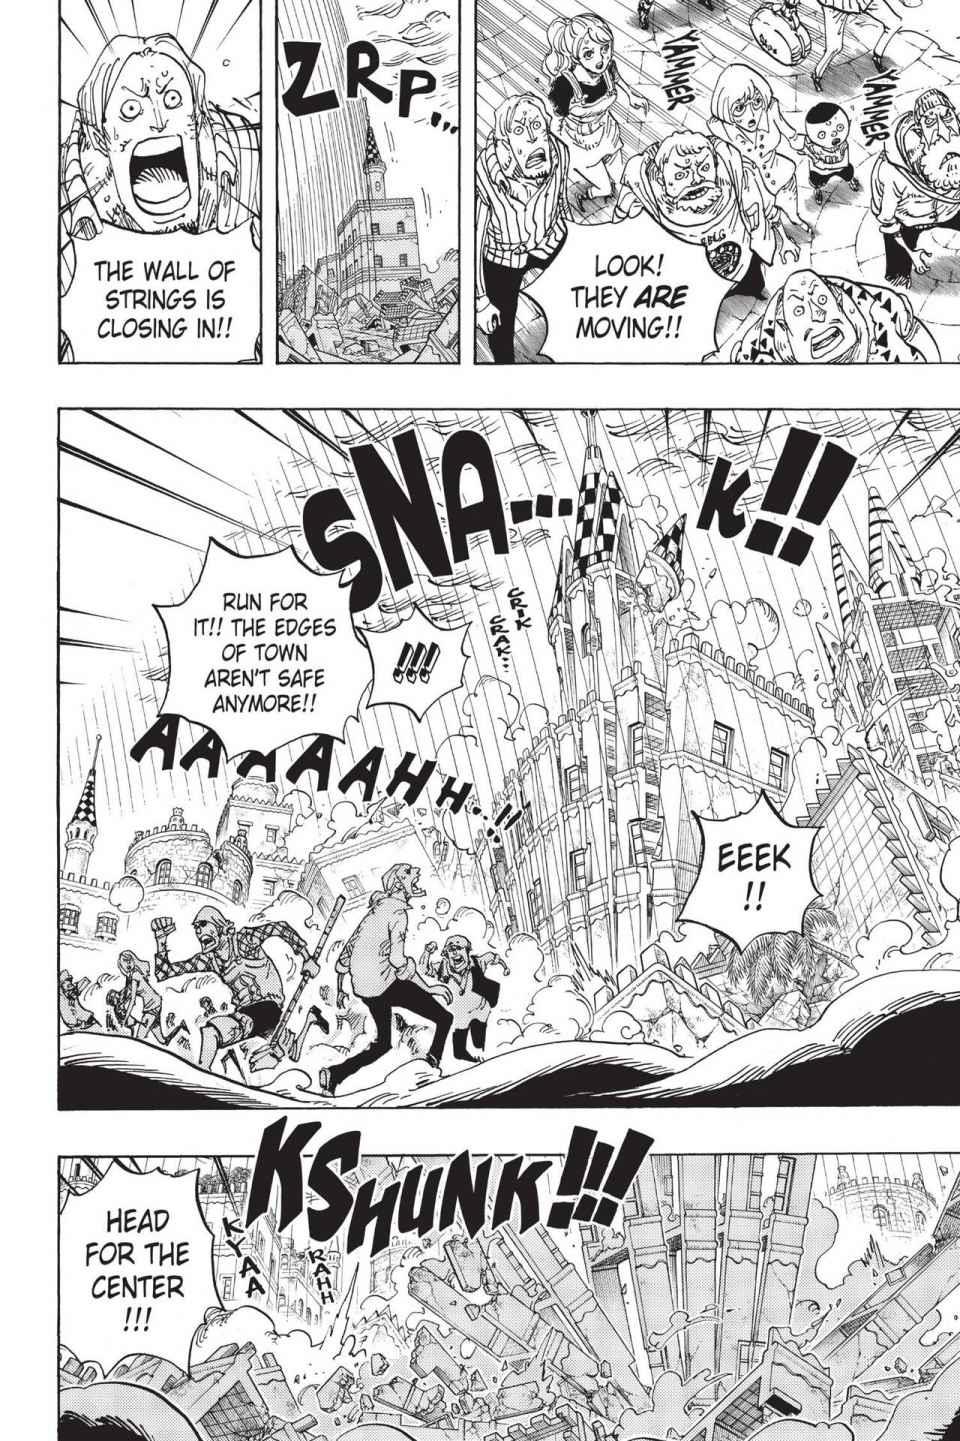 YAMMER
YAMMER
LOOK!
THEY ARE
MOVING!!
ZRP...
THE WALL OF
STRINGS IS
CLOSING IN!!
SNA...K!!
CRIK
CRAK...
RUN FOR
IT!! THE EDGES
OF TOWN
AREN'T SAFE
ANYMORE!!
!!!
AAAAAAHH...!!
EEEK
!!
KSHUNK!!!
HEAD
FOR THE
CENTER
!!!
KYAA
RAHH